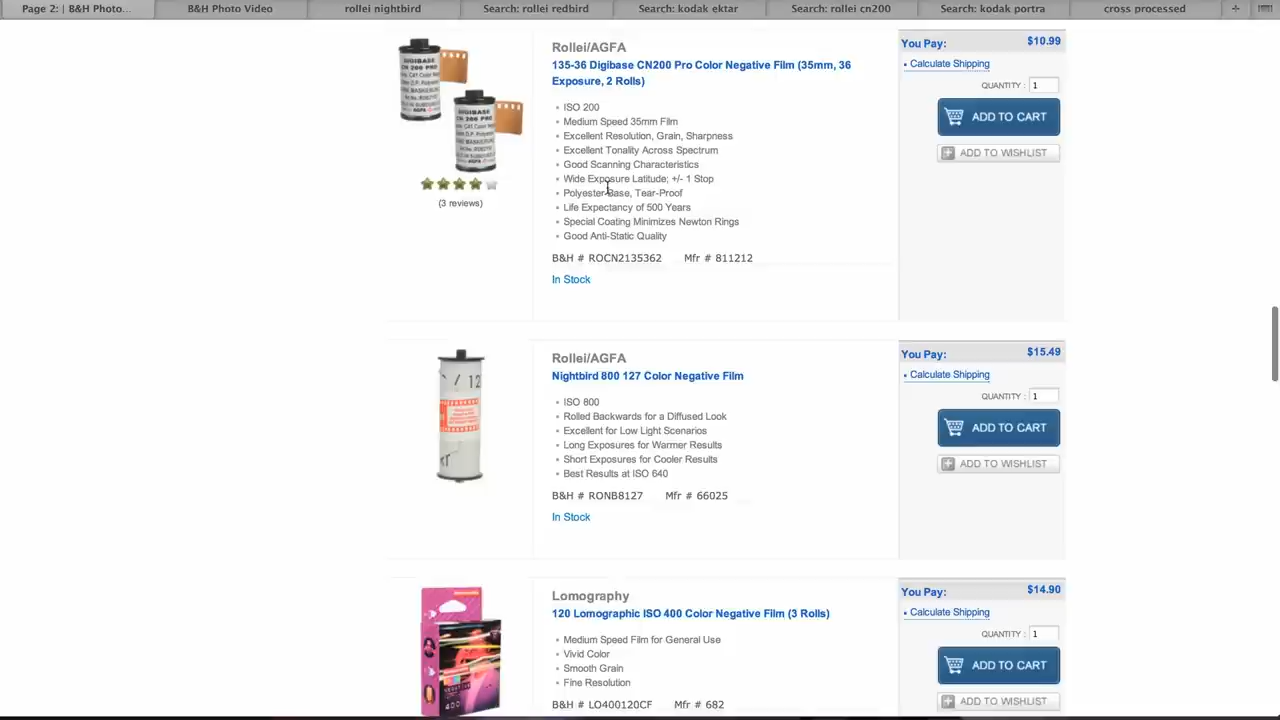 Page 2: | B&H Photo...
B&H Photo Video
rollei nightbird
Search: rollei redbird
Search: kodak ektar
Search: rollei cn200
Search: kodak portra
cross processed
Rollei/AGFA
135-36 Digibase CN200 Pro Color Negative Film (35mm, 36
Exposure, 2 Rolls)
ISO 200
Medium Speed 35mm Film
Excellent Resolution, Grain, Sharpness
Excellent Tonality Across Spectrum
Good Scanning Characteristics
Wide Exposure Latitude; +/- 1 Stop
Polyester Base, Tear-Proof
Life Expectancy of 500 Years
Special Coating Minimizes Newton Rings
Good Anti-Static Quality
B&H # ROCN2135362 Mfr # 811212
In Stock
(3 reviews)
You Pay: $10.99
Calculate Shipping
QUANTITY : 1
ADD TO CART
ADD TO WISHLIST
Rollei/AGFA
Nightbird 800 127 Color Negative Film
ISO 800
Rolled Backwards for a Diffused Look
Excellent for Low Light Scenarios
Long Exposures for Warmer Results
Short Exposures for Cooler Results
Best Results at ISO 640
B&H # RONB8127 Mfr # 66025
In Stock
You Pay: $15.49
Calculate Shipping
QUANTITY : 1
ADD TO CART
ADD TO WISHLIST
Lomography
120 Lomographic ISO 400 Color Negative Film (3 Rolls)
Medium Speed Film for General Use
Vivid Color
Smooth Grain
Fine Resolution
B&H # LO400120CF Mfr # 682
You Pay: $14.90
Calculate Shipping
QUANTITY : 1
ADD TO CART
ADD TO WISHLIST